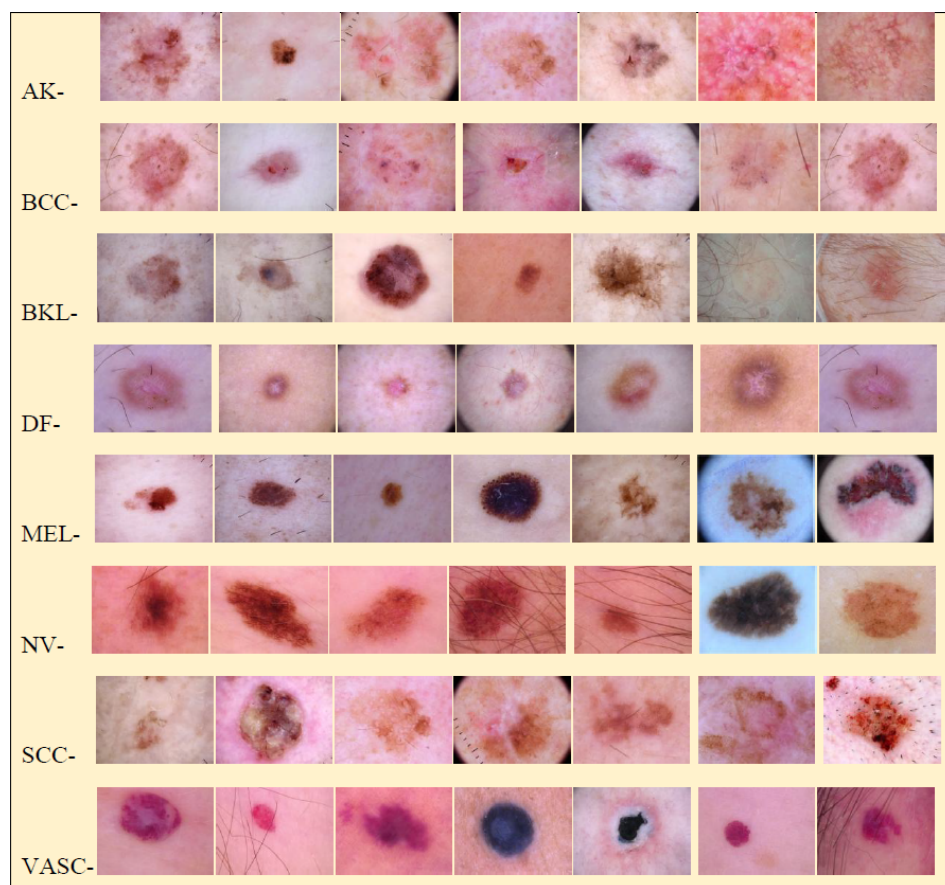 AK-
BCC-
BKL-
DF-
MEL-
NV-
SCC-
VASC-